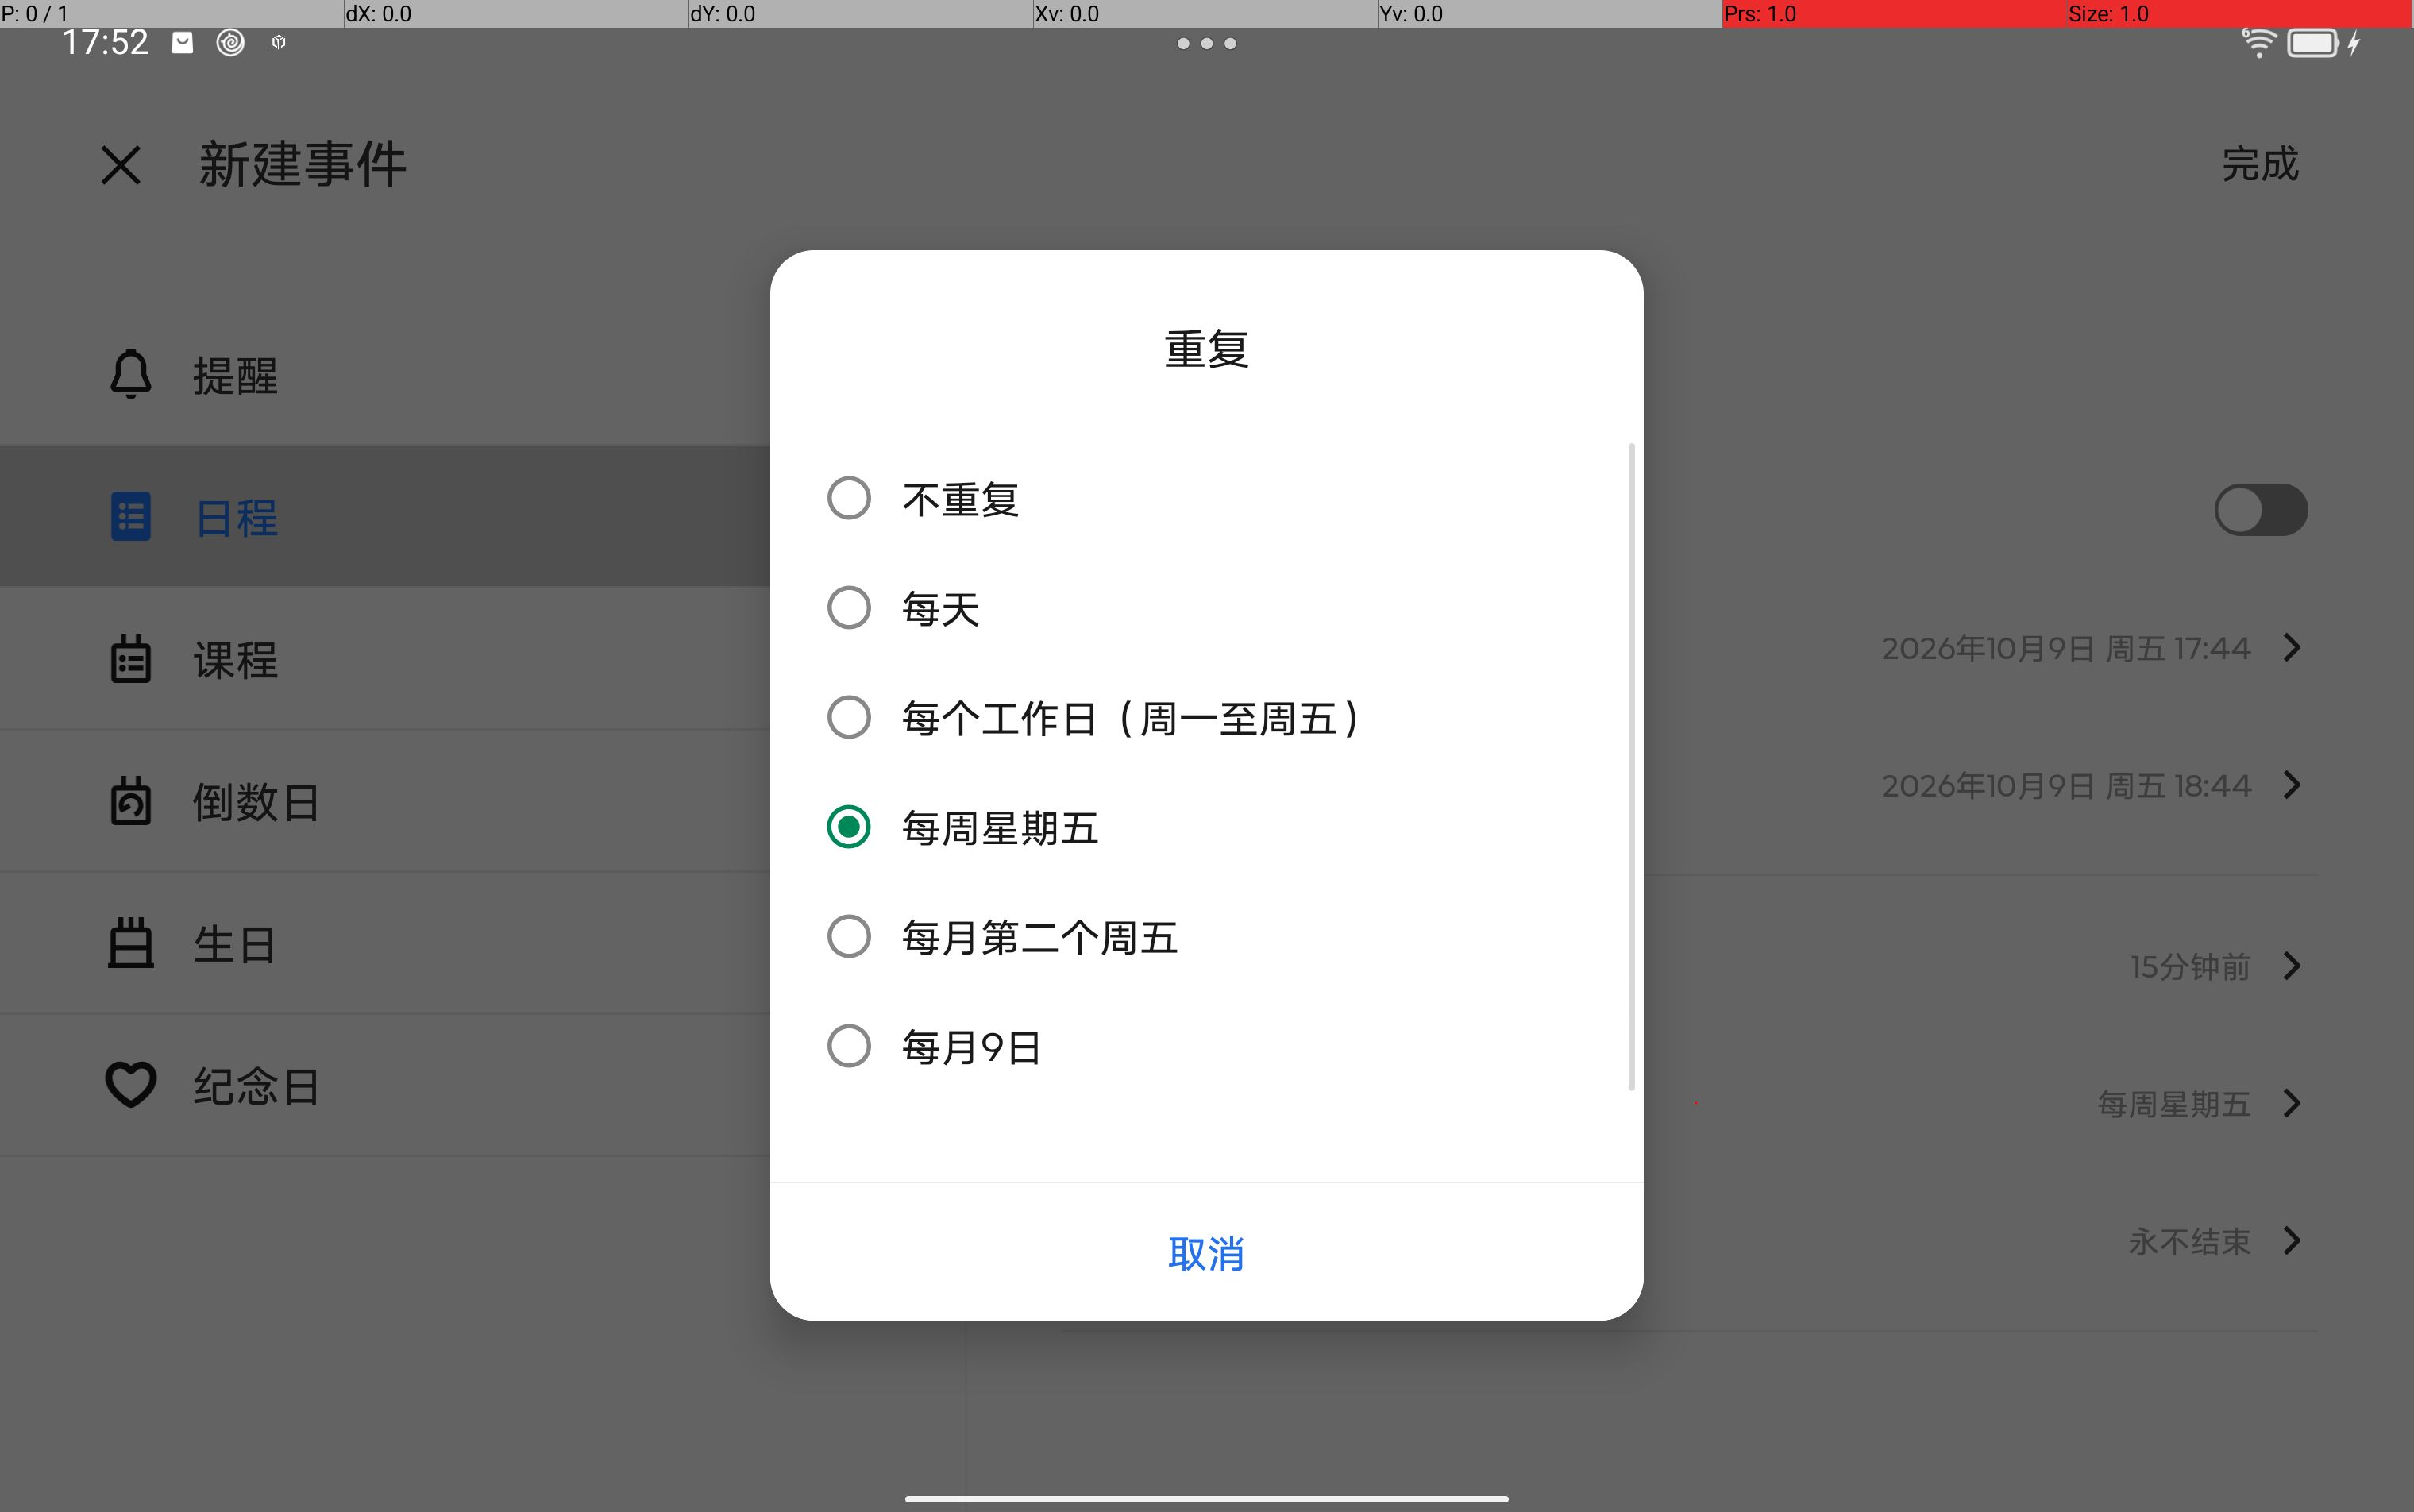 P: 0 / 1 dX: 0.0 dY: 0.0 Xv: 0.0 Yv: 0.0 Prs: 1.0 Size: 1.0
17:52 6
新建事件 完成
重复
提醒
不重复
日程
每天
2026年10月9日 周五 17:44
课程
每个工作日（周一至周五）
2026年10月9日 周五 18:44
倒数日
每周星期五
生日
每月第二个周五
15分钟前
每月9日
纪念日
每周星期五
永不结束
取消